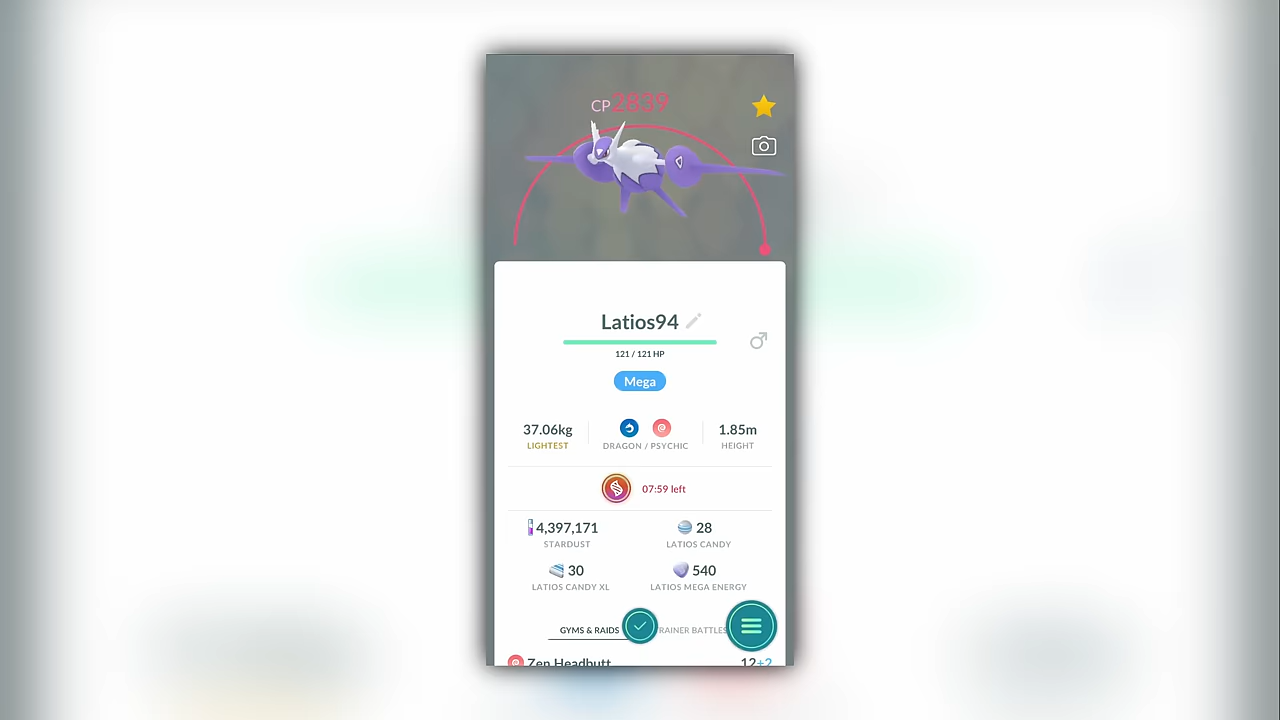 CP2839
Latios94
121 / 121 HP
Mega
37.06kg
LIGHTEST
DRAGON / PSYCHIC
1.85m
HEIGHT
07:59 left
4,397,171
STARDUST
28
LATIOS CANDY
30
LATIOS CANDY XL
540
LATIOS MEGA ENERGY
GYMS & RAIDS
RAINER BATTLES
Zen Headbutt
12+2